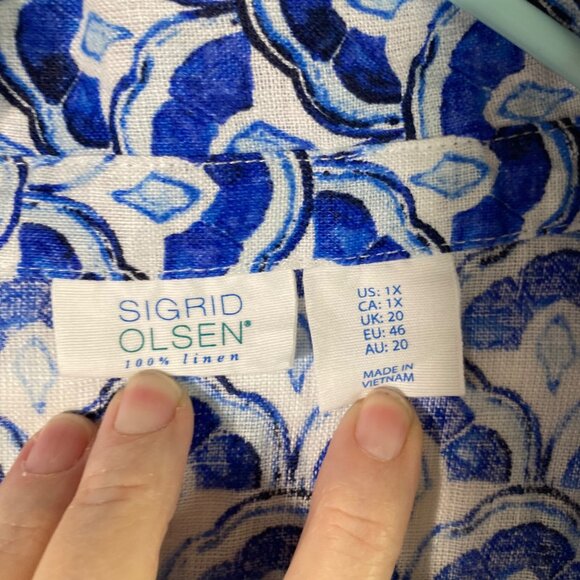 SIGRID
OLSEN®
100% linen
US: 1X
CA: 1X
UK: 20
EU: 46
AU: 20
MADE IN
VIETNAM